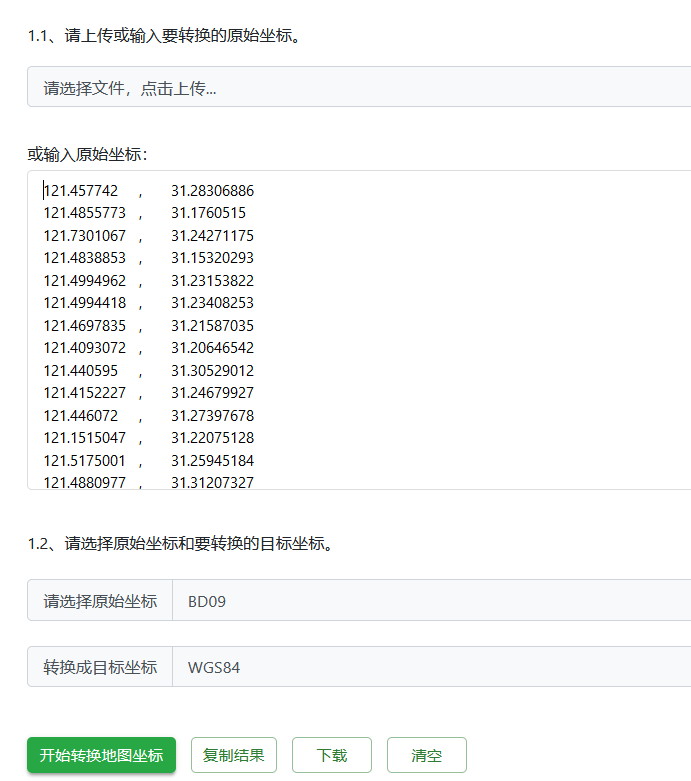 1.1、请上传或输入要转换的原始坐标。
请选择文件，点击上传...
或输入原始坐标：
121.457742 , 31.28306886
121.4855773 , 31.1760515
121.7301067 , 31.24271175
121.4838853 , 31.15320293
121.4994962 , 31.23153822
121.4994418 , 31.23408253
121.4697835 , 31.21587035
121.4093072 , 31.20646542
121.440595 , 31.30529012
121.4152227 , 31.24679927
121.446072 , 31.27397678
121.1515047 , 31.22075128
121.5175001 , 31.25945184
121.4880977 , 31.31207327
1.2、请选择原始坐标和要转换的目标坐标。
请选择原始坐标 BD09
转换成目标坐标 WGS84
开始转换地图坐标 复制结果 下载 清空